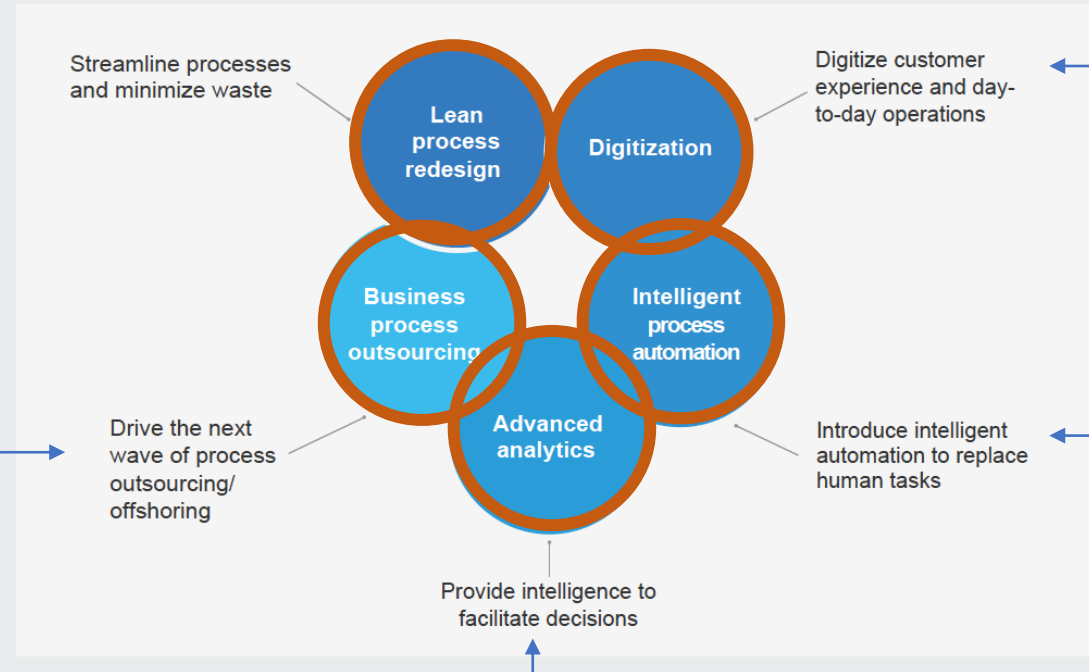 Streamline processes
and minimize waste
Lean
process
redesign
Digitization
Digitize customer
experience and day-
to-day operations
Business
process
outsourcing
Intelligent
process
automation
Advanced
analytics
Drive the next
wave of process
outsourcing/
offshoring
Introduce intelligent
automation to replace
human tasks
Provide intelligence to
facilitate decisions